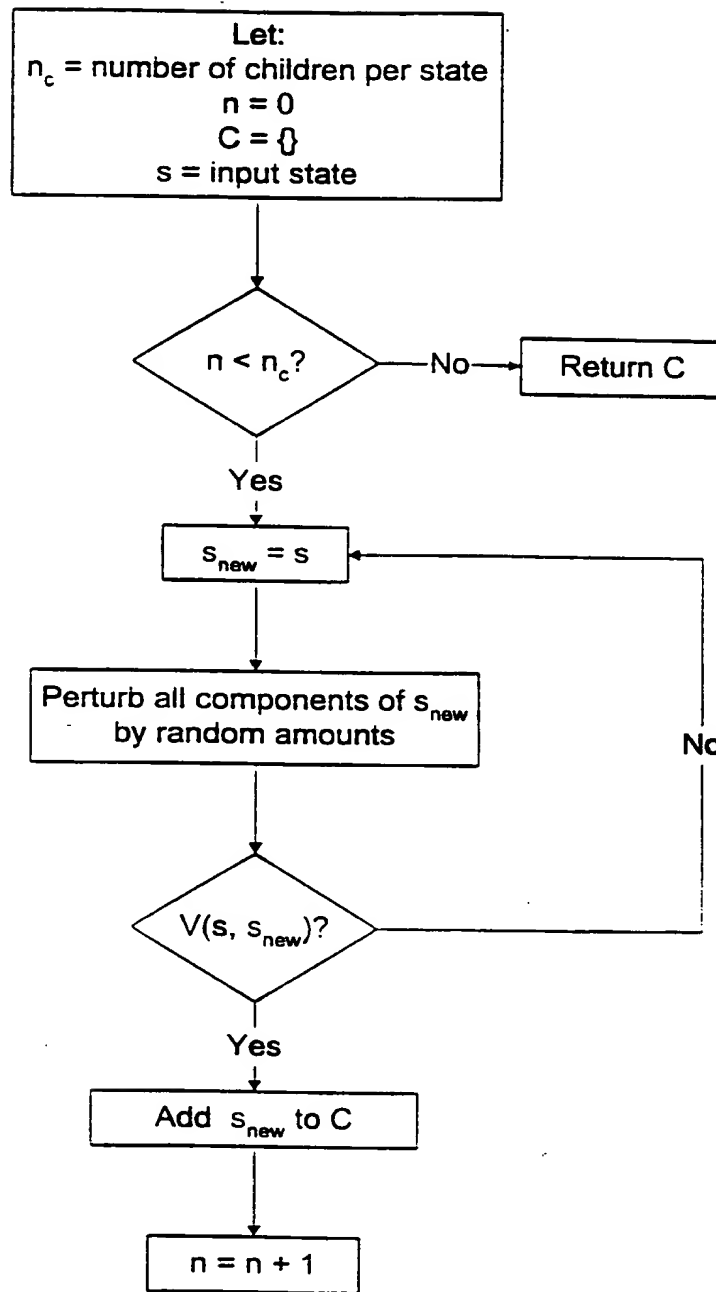 Let:
n_c = number of children per state
n = 0
C = {}
s = input state
n < n_c?
No
Return C
Yes
s_new = s
Perturb all components of s_new
by random amounts
No
V(s, s_new)?
Yes
Add s_new to C
n = n + 1